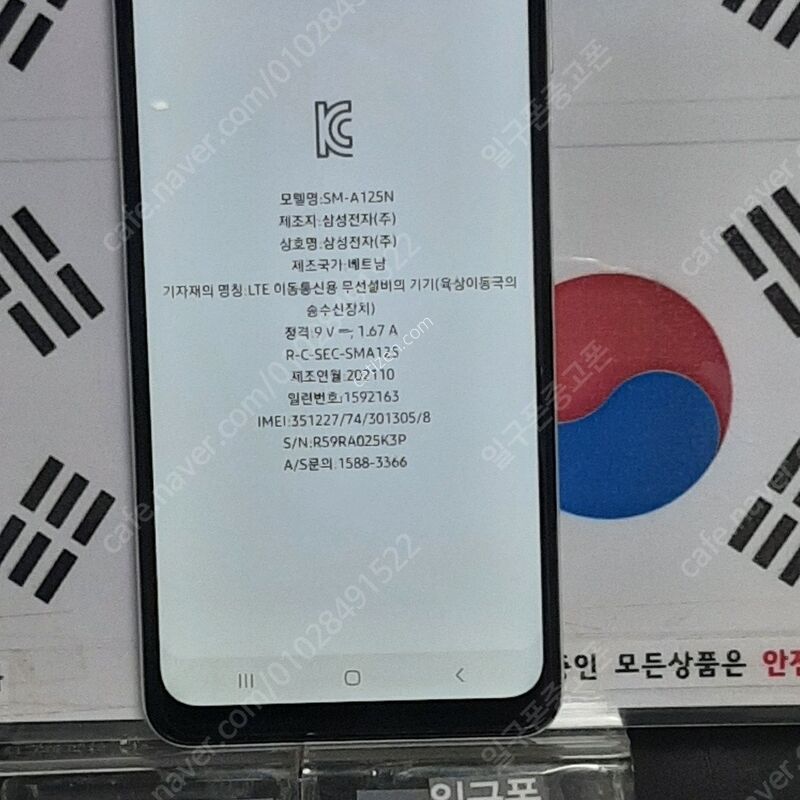 모델명:SM-A125N
제조자:삼성전자(주)
상호명:삼성전자(주)
제조국가:베트남
기자재의 명칭:LTE 이동통신용 무선설비의 기기(육상이동국의
송수신장치)
정격:9 V ⎓; 1.67 A
R-C-SEC-SMA125
제조연월:202110
일련번호:1592163
IMEI:351227/74/301305/8
S/N:R59RA025K3P
A/S문의:1588-3366
모든상품은 안전
일구폰
cafe.naver.com/01028491522
일구폰중고폰